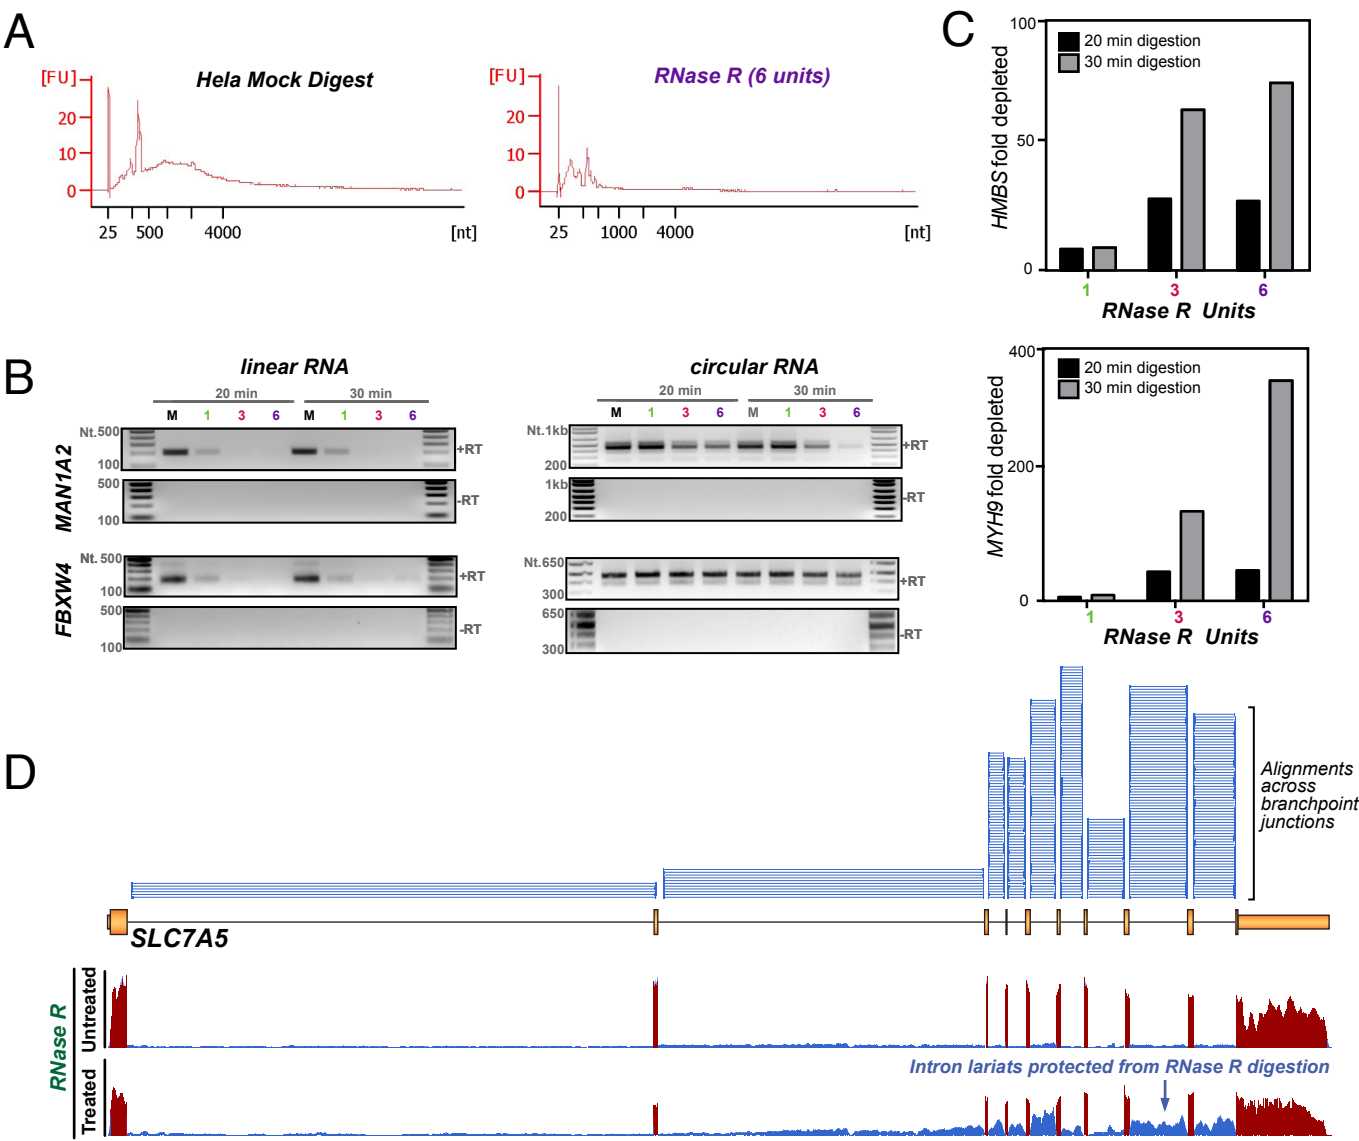 A
[FU]
Hela Mock Digest
20
10
0
25 500 4000 [nt]
[FU]
RNase R (6 units)
20
10
0
25 1000 4000 [nt]
C
100
50
0
HMBS fold depleted
20 min digestion
30 min digestion
1 3 6
RNase R Units
400
200
0
MYH9 fold depleted
20 min digestion
30 min digestion
1 3 6
RNase R Units
B
linear RNA
20 min 30 min
M 1 3 6 M 1 3 6
MAN1A2
Nt. 500
100
+RT
500
100
-RT
FBXW4
Nt. 500
100
+RT
500
100
-RT
circular RNA
20 min 30 min
M 1 3 6 M 1 3 6
Nt. 1kb
200
+RT
1kb
200
-RT
Nt. 650
300
+RT
650
300
-RT
D
Alignments
across
branchpoint
junctions
SLC7A5
RNase R
Untreated
Treated
Intron lariats protected from RNase R digestion